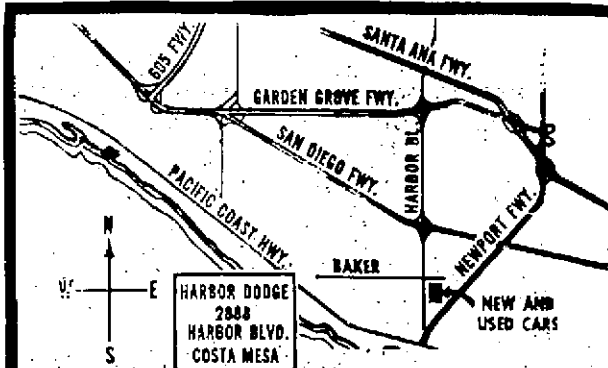 605 FWY.
SANTA ANA FWY.
GARDEN GROVE FWY.
SAN DIEGO FWY.
HARBOR BL.
PACIFIC COAST HWY.
NEWPORT FWY.
BAKER
N
E
S
HARBOR DODGE
2888
HARBOR BLVD.
COSTA MESA
NEW AND
USED CARS